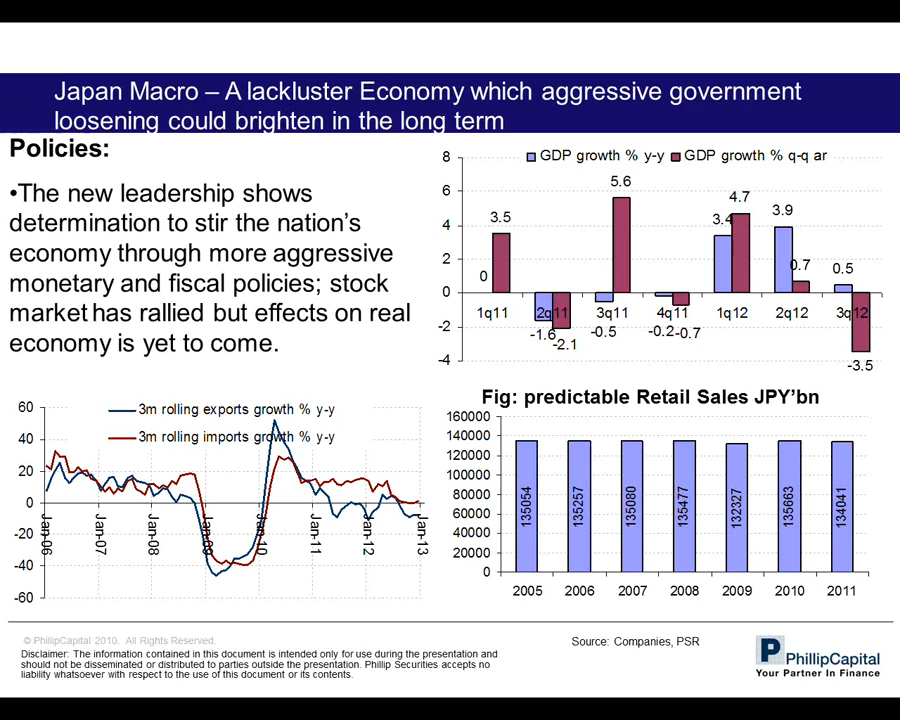 Japan Macro – A lackluster Economy which aggressive government
loosening could brighten in the long term
Policies:
•The new leadership shows
determination to stir the nation's
economy through more aggressive
monetary and fiscal policies; stock
market has rallied but effects on real
economy is yet to come.
GDP growth % y-y GDP growth % q-q ar
8
6
4
2
0
-2
-4
0
3.5
-1.6
-2.1
-0.5
5.6
-0.2
-0.7
3.4
4.7
3.9
0.7
0.5
-3.5
1q11 2q11 3q11 4q11 1q12 2q12 3q12
3m rolling exports growth % y-y
3m rolling imports growth % y-y
60
40
20
0
-20
-40
-60
Jan-06 Jan-07 Jan-08 Jan-09 Jan-10 Jan-11 Jan-12 Jan-13
Fig: predictable Retail Sales JPY'bn
160000
140000
120000
100000
80000
60000
40000
20000
0
135054 135257 135080 135477 132327 135663 134041
2005 2006 2007 2008 2009 2010 2011
© PhillipCapital 2010. All Rights Reserved.
Disclaimer: The information contained in this document is intended only for use during the presentation and
should not be disseminated or distributed to parties outside the presentation. Phillip Securities accepts no
liability whatsoever with respect to the use of this document or its contents.
Source: Companies, PSR
P PhillipCapital
Your Partner In Finance